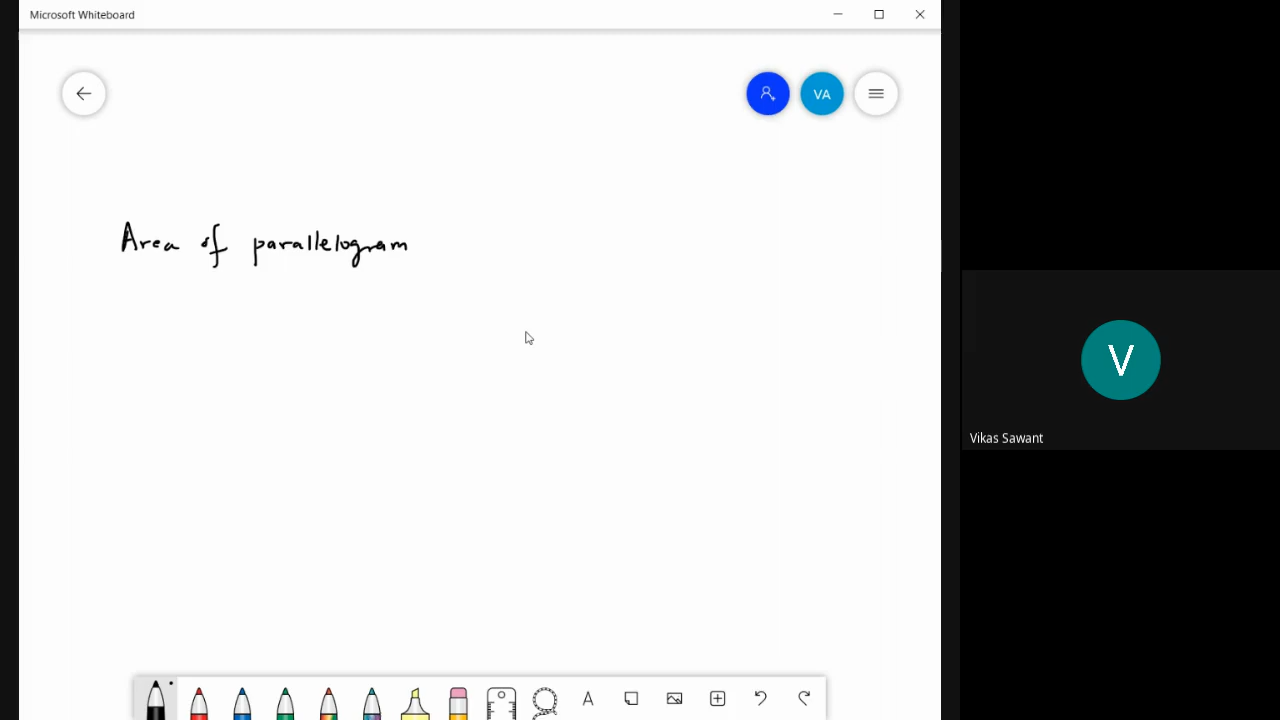 Microsoft Whiteboard
VA
Area of parallelogram
V
Vikas Sawant
A